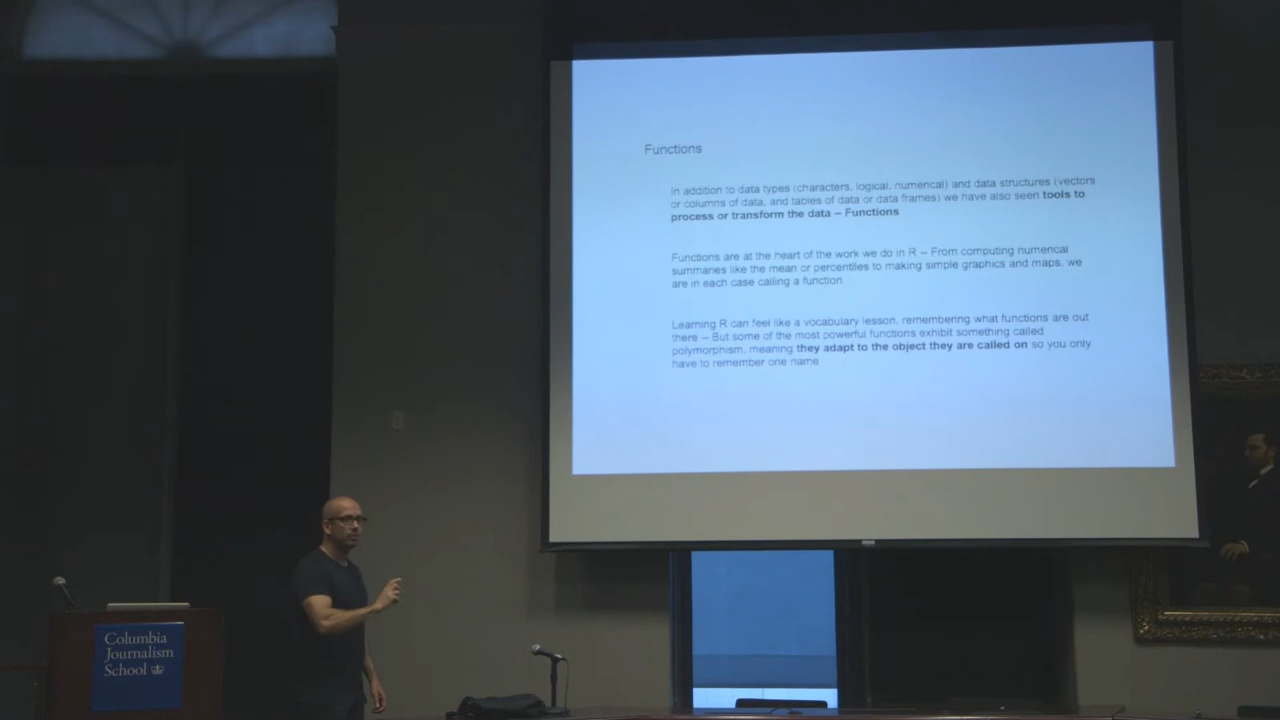 Functions
In addition to data types (characters, logical, numerical) and data structures (vectors
or columns of data, and tables of data or data frames) we have also seen tools to
process or transform the data – Functions
Functions are at the heart of the work we do in R – From computing numerical
summaries like the mean or percentiles to making simple graphics and maps, we
are in each case calling a function
Learning R can feel like a vocabulary lesson, remembering what functions are out
there – But some of the most powerful functions exhibit something called
polymorphism, meaning they adapt to the object they are called on so you only
have to remember one name
Columbia
Journalism
School